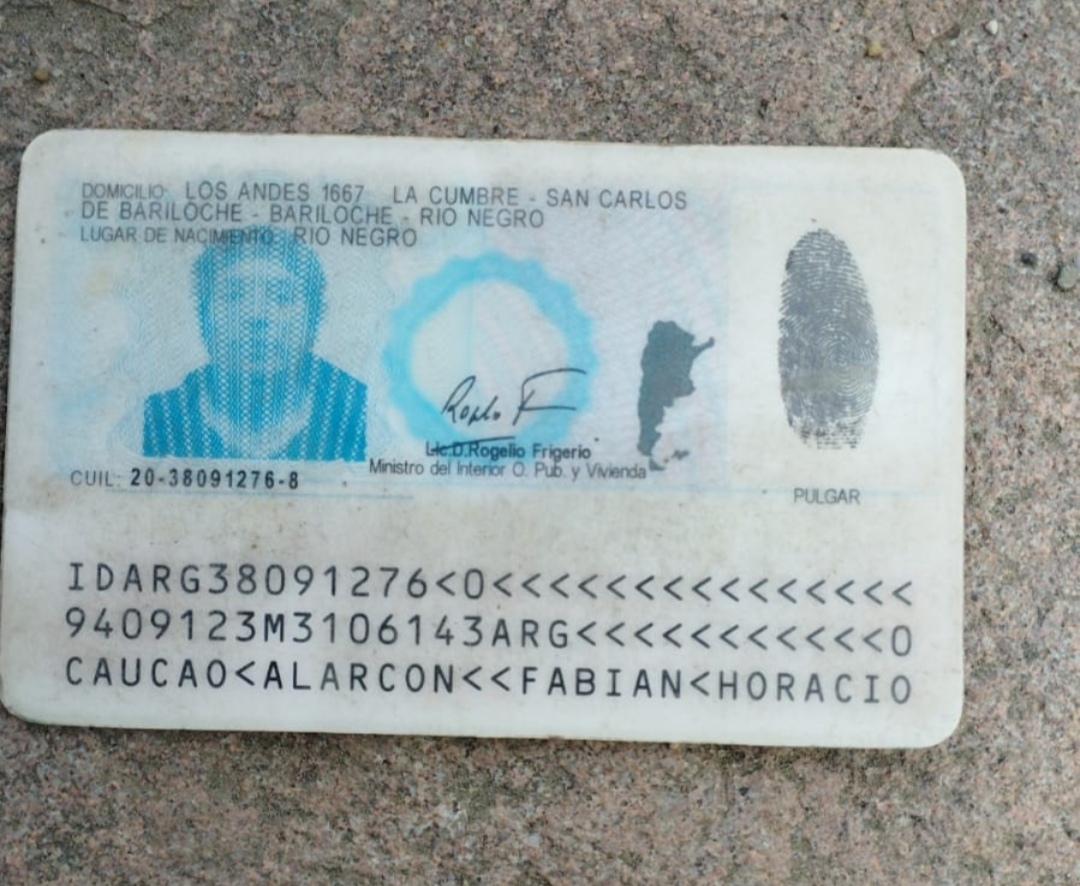 DOMICILIO: LOS ANDES 1667 LA CUMBRE - SAN CARLOS
DE BARILOCHE - BARILOCHE - RIO NEGRO
LUGAR DE NACIMIENTO: RIO NEGRO
Lic.D.Rogelio Frigerio
Ministro del Interior O. Pub. y Vivienda
CUIL: 20-38091276-8
PULGAR
IDARG38091276<0<<<<<<<<<<<<<<<
9409123M3106143ARG<<<<<<<<<<<0
CAUCAO<ALARCON<<FABIAN<HORACIO